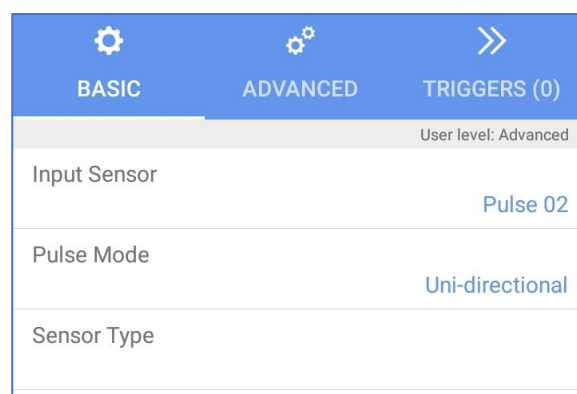 BASIC
ADVANCED
TRIGGERS (0)
User level: Advanced
Input Sensor
Pulse 02
Pulse Mode
Uni-directional
Sensor Type